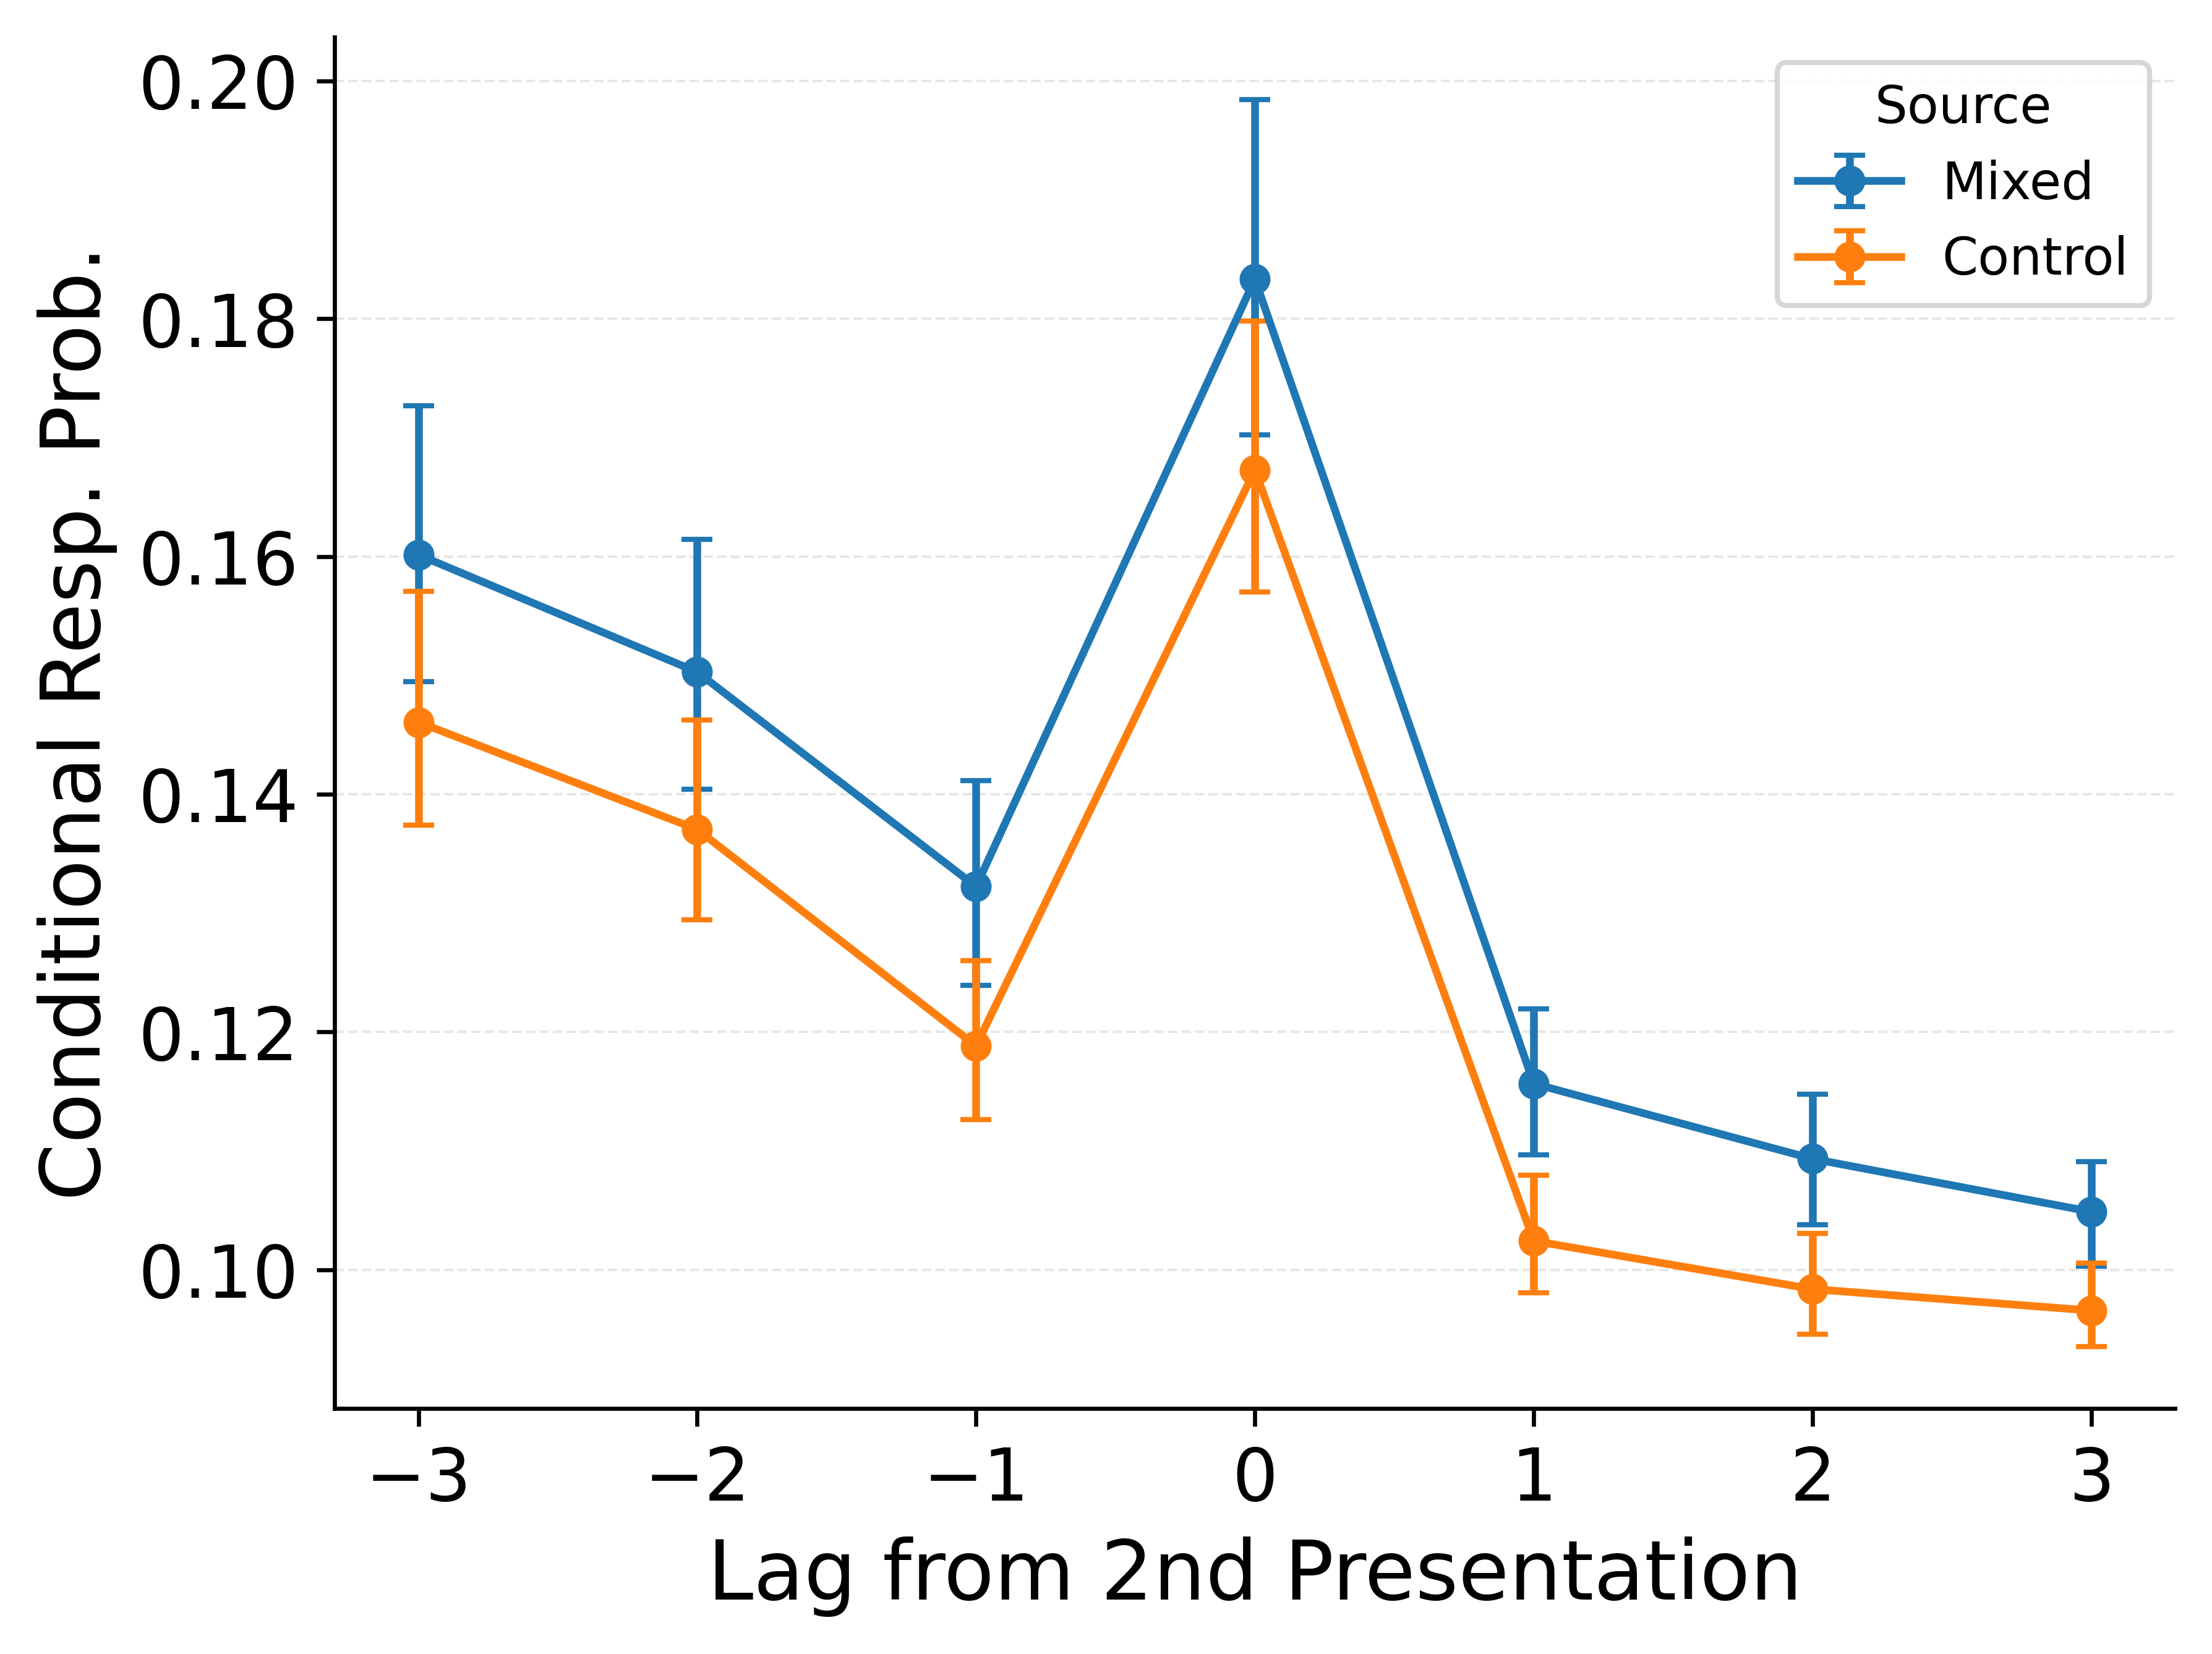 Conditional Resp. Prob.
0.20
0.18
0.16
0.14
0.12
0.10
Source
Mixed
Control
−3 −2 −1 0 1 2 3
Lag from 2nd Presentation